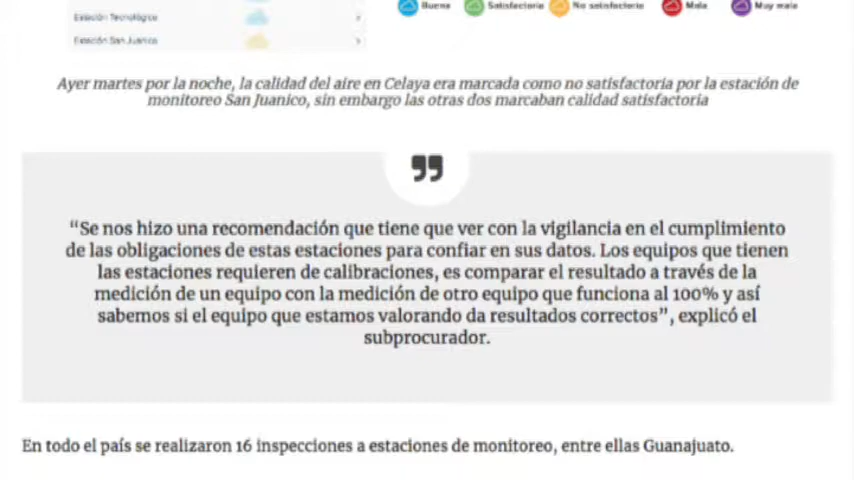 Estación Tecnológico
Estación San Juanico
Buena Satisfactoria No satisfactoria Mala Muy mala
Ayer martes por la noche, la calidad del aire en Celaya era marcada como no satisfactoria por la estación de
monitoreo San Juanico, sin embargo las otras dos marcaban calidad satisfactoria
”
“Se nos hizo una recomendación que tiene que ver con la vigilancia en el cumplimiento
de las obligaciones de estas estaciones para confiar en sus datos. Los equipos que tienen
las estaciones requieren de calibraciones, es comparar el resultado a través de la
medición de un equipo con la medición de otro equipo que funciona al 100% y así
sabemos si el equipo que estamos valorando da resultados correctos”, explicó el
subprocurador.
En todo el país se realizaron 16 inspecciones a estaciones de monitoreo, entre ellas Guanajuato.